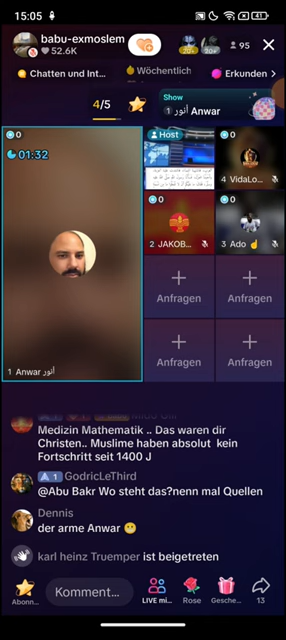 15:05
41
babu-exmoslem
52.6K
95
Chatten und Int...
Wöchentlich
Erkunden
4/5
Show
1 أنور Anwar
0
01:32
Host
0
4 VidaLo...
0
0
2 JAKOB...
3 Ado
Anfragen
Anfragen
Anfragen
Anfragen
1 Anwar أنور
Medizin Mathematik .. Das waren dir
Christen.. Muslime haben absolut kein
Fortschritt seit 1400 J
1 GodricLeThird
@Abu Bakr Wo steht das?nenn mal Quellen
Dennis
der arme Anwar
karl heinz Truemper ist beigetreten
Komment...
Abonn...
LIVE mi...
Rose
Gesche...
13